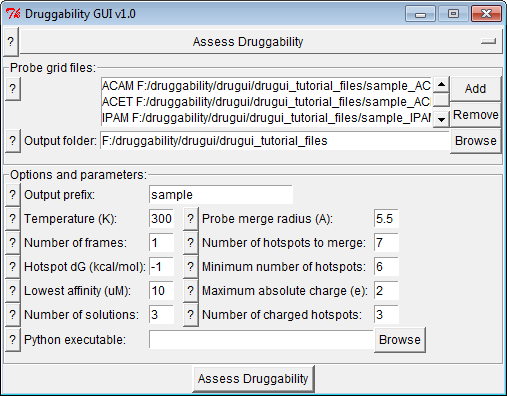 Druggability GUI v1.0
? Assess Druggability
Probe grid files:
? ACAM F:/druggability/drugui/drugui_tutorial_files/sample_AC Add
ACET F:/druggability/drugui/drugui_tutorial_files/sample_ACE
IPAM F:/druggability/drugui/drugui_tutorial_files/sample_IPAM Remove
? Output folder: F:/druggability/drugui/drugui_tutorial_files Browse
Options and parameters:
? Output prefix: sample
? Temperature (K): 300 ? Probe merge radius (A): 5.5
? Number of frames: 1 ? Number of hotspots to merge: 7
? Hotspot dG (kcal/mol): -1 ? Minimum number of hotspots: 6
? Lowest affinity (uM): 10 ? Maximum absolute charge (e): 2
? Number of solutions: 3 ? Number of charged hotspots: 3
? Python executable: Browse
Assess Druggability